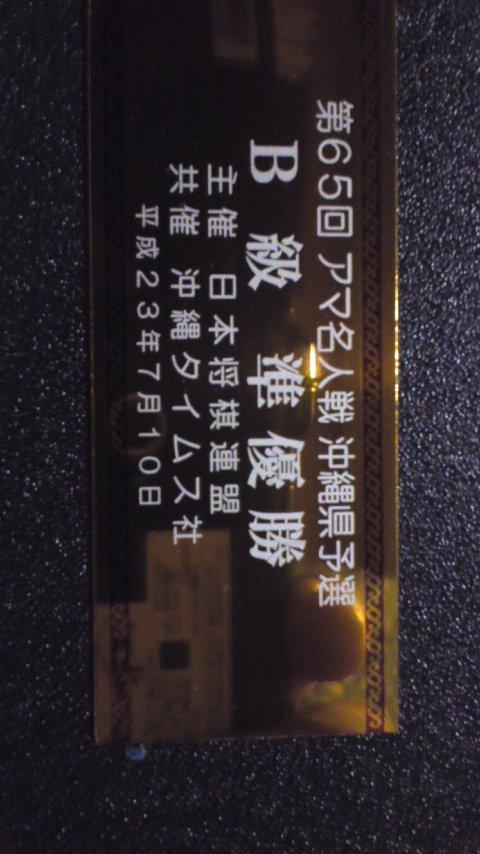 第65回 アマ名人戦 沖縄県予選
B級 準優勝
主催 日本将棋連盟
共催 沖縄タイムス社
平成23年7月10日